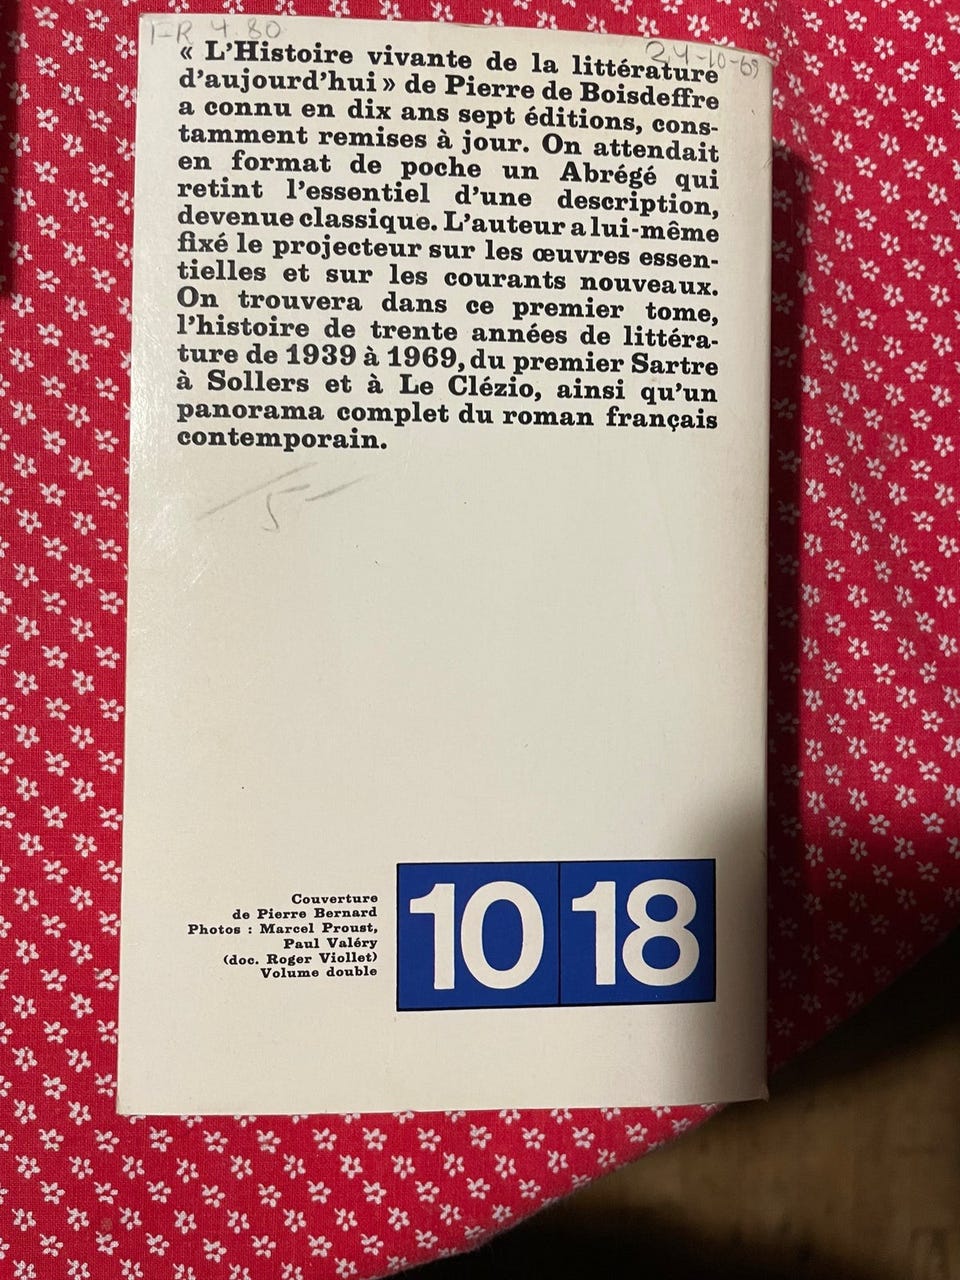 FR 4.80
24-10-69
« L'Histoire vivante de la littérature
d'aujourd'hui » de Pierre de Boisdeffre
a connu en dix ans sept éditions, cons-
tamment remises à jour. On attendait
en format de poche un Abrégé qui
retint l'essentiel d'une description,
devenue classique. L'auteur a lui-même
fixé le projecteur sur les œuvres essen-
tielles et sur les courants nouveaux.
On trouvera dans ce premier tome,
l'histoire de trente années de littéra-
ture de 1939 à 1969, du premier Sartre
à Sollers et à Le Clézio, ainsi qu'un
panorama complet du roman français
contemporain.
Couverture
de Pierre Bernard
Photos : Marcel Proust,
Paul Valéry
(doc. Roger Viollet)
Volume double
10 18